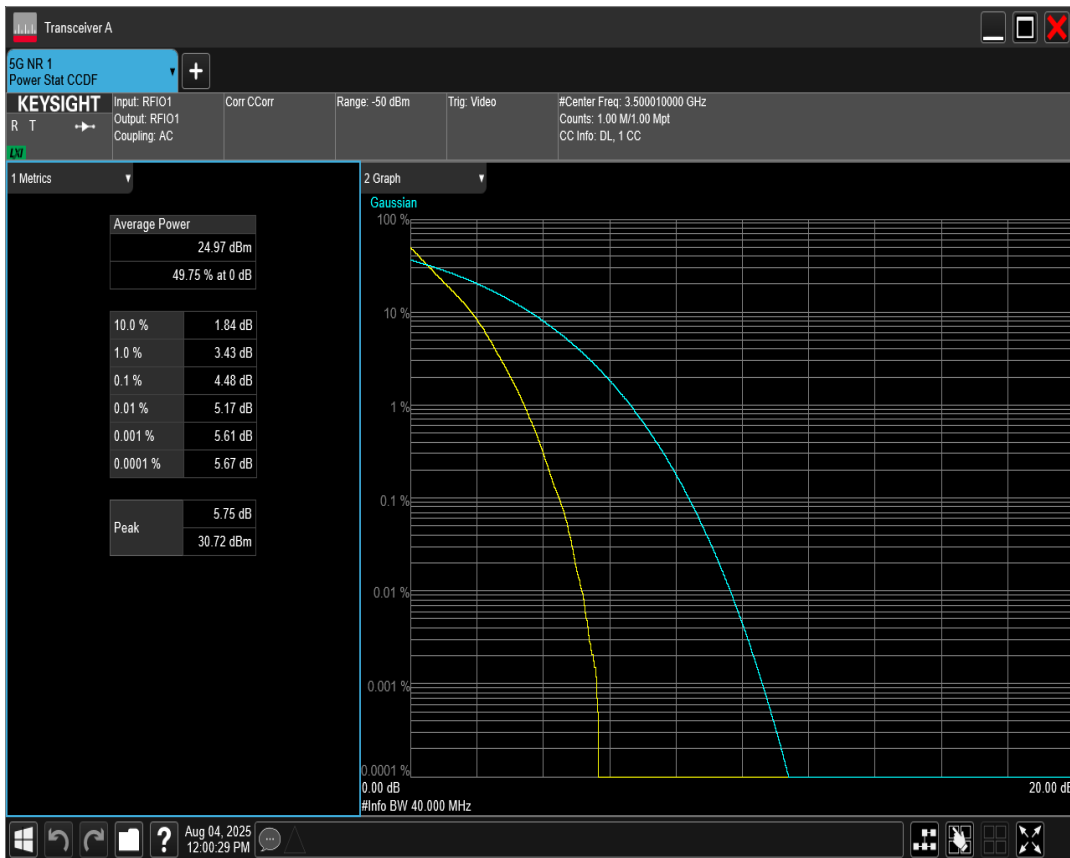 Transceiver A
5G NR 1
Power Stat CCDF
+
KEYSIGHT
R T
LXI
Input: RFIO1
Output: RFIO1
Coupling: AC
Corr CCorr
Range: -50 dBm
Trig: Video
#Center Freq: 3.500010000 GHz
Counts: 1.00 M/1.00 Mpt
CC Info: DL, 1 CC
1 Metrics
Average Power
24.97 dBm
49.75 % at 0 dB
10.0 % 1.84 dB
1.0 % 3.43 dB
0.1 % 4.48 dB
0.01 % 5.17 dB
0.001 % 5.61 dB
0.0001 % 5.67 dB
Peak
5.75 dB
30.72 dBm
2 Graph
Gaussian
100 %
10 %
1 %
0.1 %
0.01 %
0.001 %
0.0001 %
0.00 dB 20.00 dB
#Info BW 40.000 MHz
?
Aug 04, 2025
12:00:29 PM